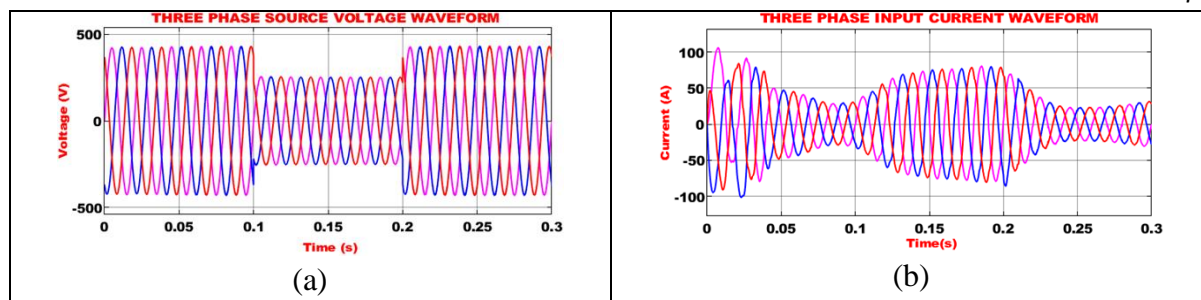 THREE PHASE SOURCE VOLTAGE WAVEFORM
500
0
-500
Voltage (V)
0 0.05 0.1 0.15 0.2 0.25 0.3
Time (s)
(a)
THREE PHASE INPUT CURRENT WAVEFORM
100
50
0
-50
-100
Current (A)
0 0.05 0.1 0.15 0.2 0.25 0.3
Time(s)
(b)